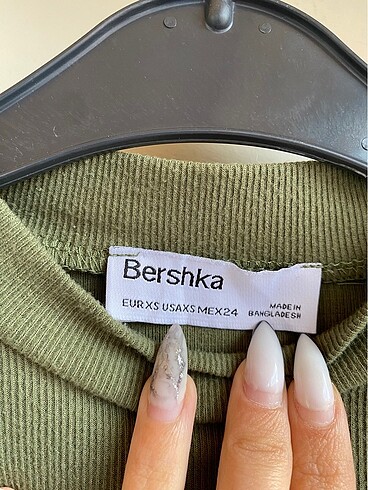 Bershka
EUR XS USA XS MEX 24
MADE IN
BANGLADESH